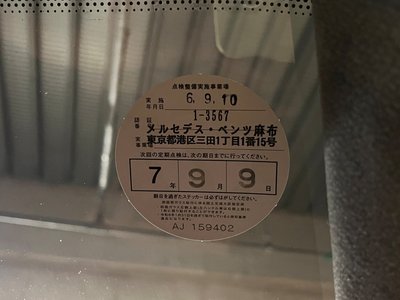 点検整備実施事業場
実施年月日 6. 9. 10
認証番号 1-3567
メルセデス・ベンツ麻布
東京都港区三田1丁目1番15号
次回の定期点検は、次の期日までに行ってください。
7年 9月 9日
期日を過ぎたステッカーは必ずはがしてください。
AJ 159402